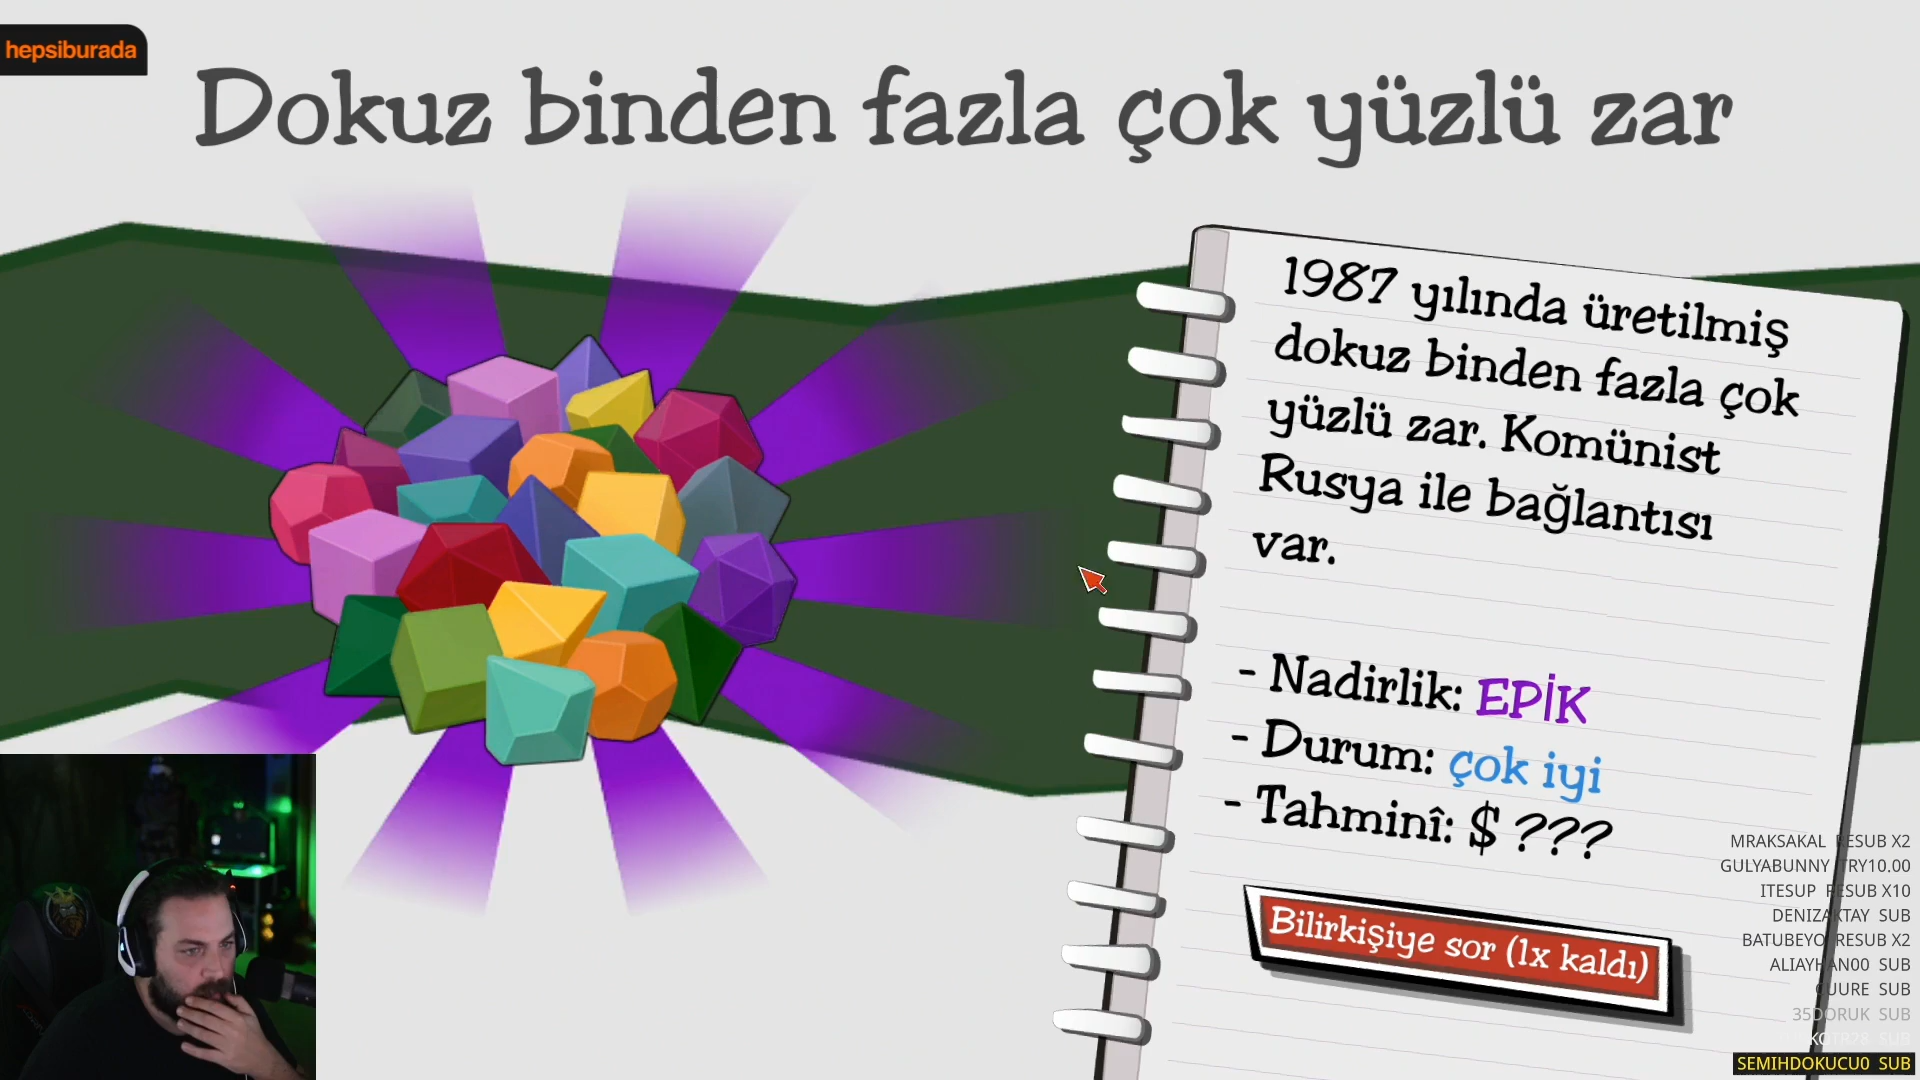 hepsiburada
Dokuz binden fazla çok yüzlü zar
1987 yılında üretilmiş
dokuz binden fazla çok
yüzlü zar. Komünist
Rusya ile bağlantısı
var.
- Nadirlik: EPİK
- Durum: çok iyi
- Tahminî: $ ???
Bilirkişiye sor (1x kaldı)
MRAKSAKAL RESUB X2
GULYABUNNY TRY10.00
ITESUP RESUB X10
DENIZAKTAY SUB
BATUBEYO RESUB X2
ALIAYHAN00 SUB
CUURE SUB
35DORUK SUB
SUB
SEMIHDOKUCU0 SUB